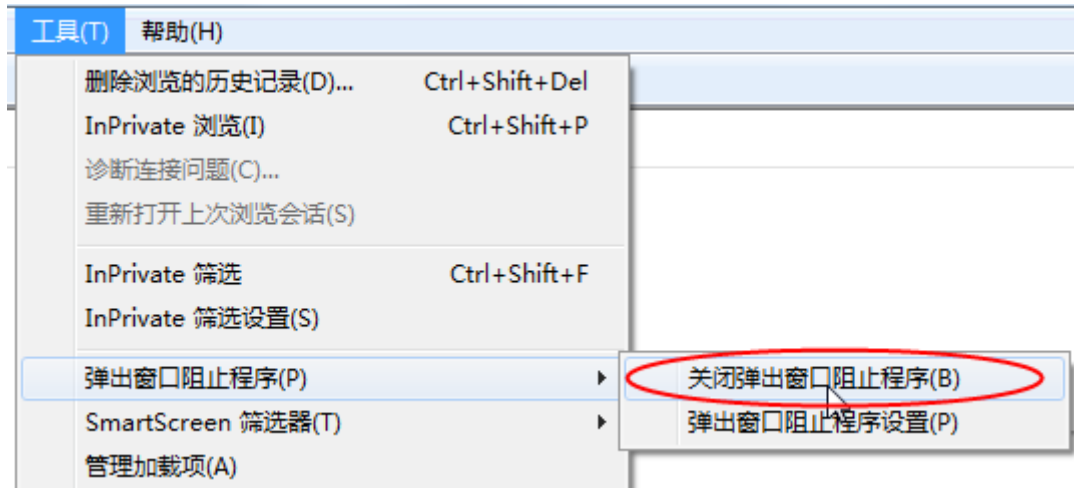 工具(T) 帮助(H)
删除浏览的历史记录(D)... Ctrl+Shift+Del
InPrivate 浏览(I) Ctrl+Shift+P
诊断连接问题(C)...
重新打开上次浏览会话(S)
InPrivate 筛选 Ctrl+Shift+F
InPrivate 筛选设置(S)
弹出窗口阻止程序(P) 关闭弹出窗口阻止程序(B)
SmartScreen 筛选器(T) 弹出窗口阻止程序设置(P)
管理加载项(A)